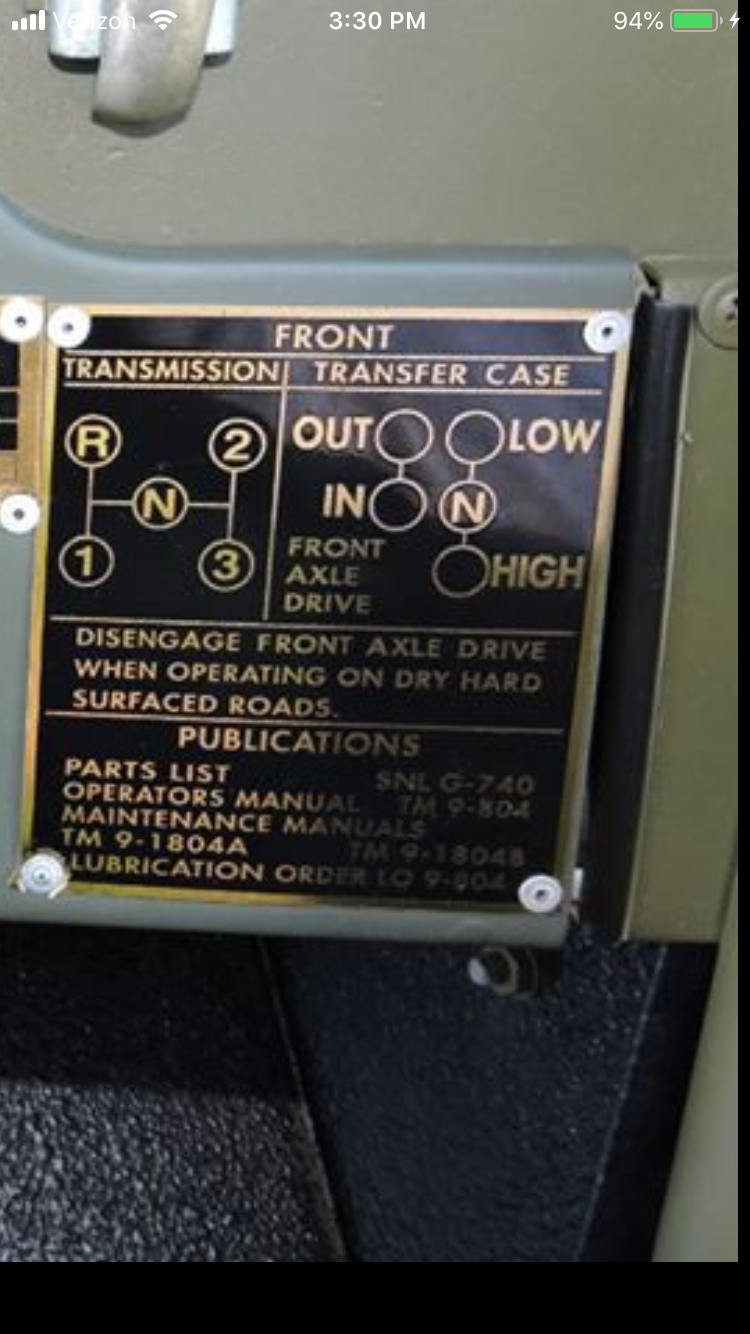 Verizon 3:30 PM 94%
FRONT
TRANSMISSION TRANSFER CASE
R 2 OUT LOW
N IN N
1 3 FRONT HIGH
AXLE
DRIVE
DISENGAGE FRONT AXLE DRIVE
WHEN OPERATING ON DRY HARD
SURFACED ROADS.
PUBLICATIONS
PARTS LIST SNL G-740
OPERATORS MANUAL TM 9-804
MAINTENANCE MANUALS
TM 9-1804A TM 9-1804B
LUBRICATION ORDER LO 9-804